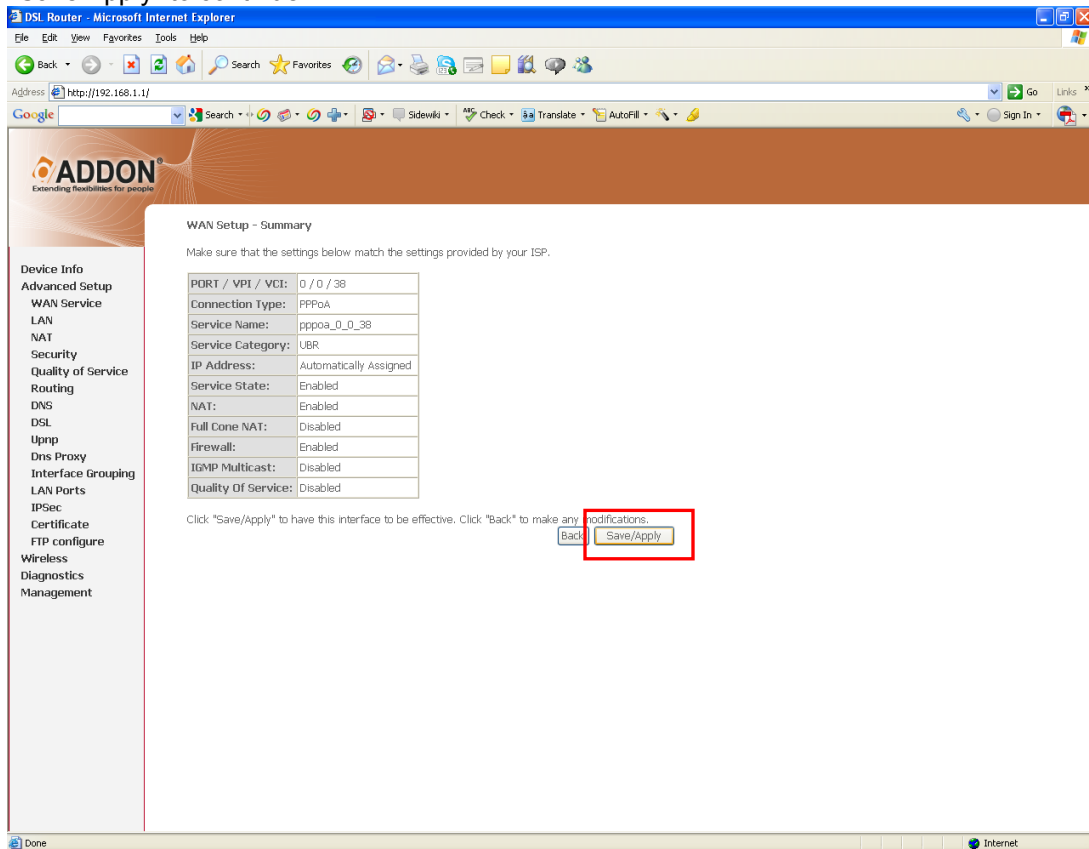 DSL Router - Microsoft Internet Explorer
File Edit View Favorites Tools Help
Back Search Favorites
Address http://192.168.1.1/ Go Links
Google Search Sidewiki Check Translate AutoFill Sign In
ADDON®
Extending flexibilities for people
WAN Setup - Summary
Make sure that the settings below match the settings provided by your ISP.
PORT / VPI / VCI: 0 / 0 / 38
Connection Type: PPPoA
Service Name: pppoa_0_0_38
Service Category: UBR
IP Address: Automatically Assigned
Service State: Enabled
NAT: Enabled
Full Cone NAT: Disabled
Firewall: Enabled
IGMP Multicast: Disabled
Quality Of Service: Disabled
Click "Save/Apply" to have this interface to be effective. Click "Back" to make any modifications.
Back Save/Apply
Device Info
Advanced Setup
WAN Service
LAN
NAT
Security
Quality of Service
Routing
DNS
DSL
Upnp
Dns Proxy
Interface Grouping
LAN Ports
IPSec
Certificate
FTP configure
Wireless
Diagnostics
Management
Done Internet